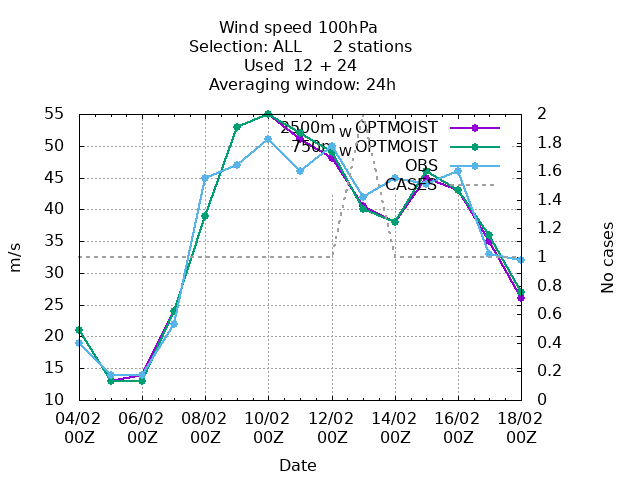 Wind speed 100hPa
Selection: ALL 2 stations
Used 12 + 24
Averaging window: 24h
55
50
45
40
35
30
25
20
15
10
m/s
2500m W OPTMOIST
750m W OPTMOIST
OBS
CASES
2
1.8
1.6
1.4
1.2
1
0.8
0.6
0.4
0.2
0
No cases
04/02 06/02 08/02 10/02 12/02 14/02 16/02 18/02
00Z 00Z 00Z 00Z 00Z 00Z 00Z 00Z
Date